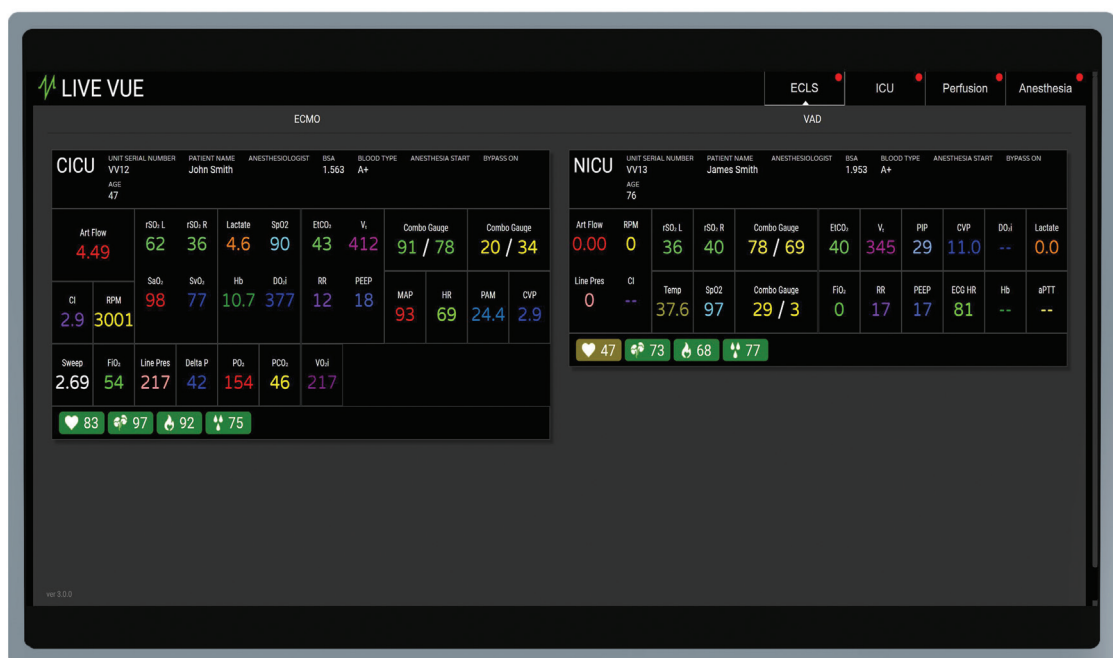 LIVE VUE
ECLS ICU Perfusion Anesthesia
ECMO VAD
CICU
UNIT SERIAL NUMBER PATIENT NAME ANESTHESIOLOGIST BSA BLOOD TYPE ANESTHESIA START BYPASS ON
VV12 John Smith 1.563 A+
AGE
47
Art Flow rSO₂ L rSO₂ R Lactate SpO2 EtCO₂ Vₜ Combo Gauge Combo Gauge
4.49 62 36 4.6 90 43 412 91 / 78 20 / 34
SaO₂ SvO₂ Hb DO₂i RR PEEP
98 77 10.7 377 12 18
CI RPM MAP HR PAM CVP
2.9 3001 93 69 24.4 2.9
Sweep FiO₂ Line Pres Delta P PO₂ PCO₂ VO₂i
2.69 54 217 42 154 46 217
83 97 92 75
NICU
UNIT SERIAL NUMBER PATIENT NAME ANESTHESIOLOGIST BSA BLOOD TYPE ANESTHESIA START BYPASS ON
VV13 James Smith 1.953 A+
AGE
76
Art Flow RPM rSO₂ L rSO₂ R Combo Gauge EtCO₂ Vₜ PIP CVP DO₂i Lactate
0.00 0 36 40 78 / 69 40 345 29 11.0 -- 0.0
Line Pres CI Temp SpO2 Combo Gauge FiO₂ RR PEEP ECG HR Hb aPTT
0 -- 37.6 97 29 / 3 0 17 17 81 -- --
47 73 68 77
ver 3.0.0